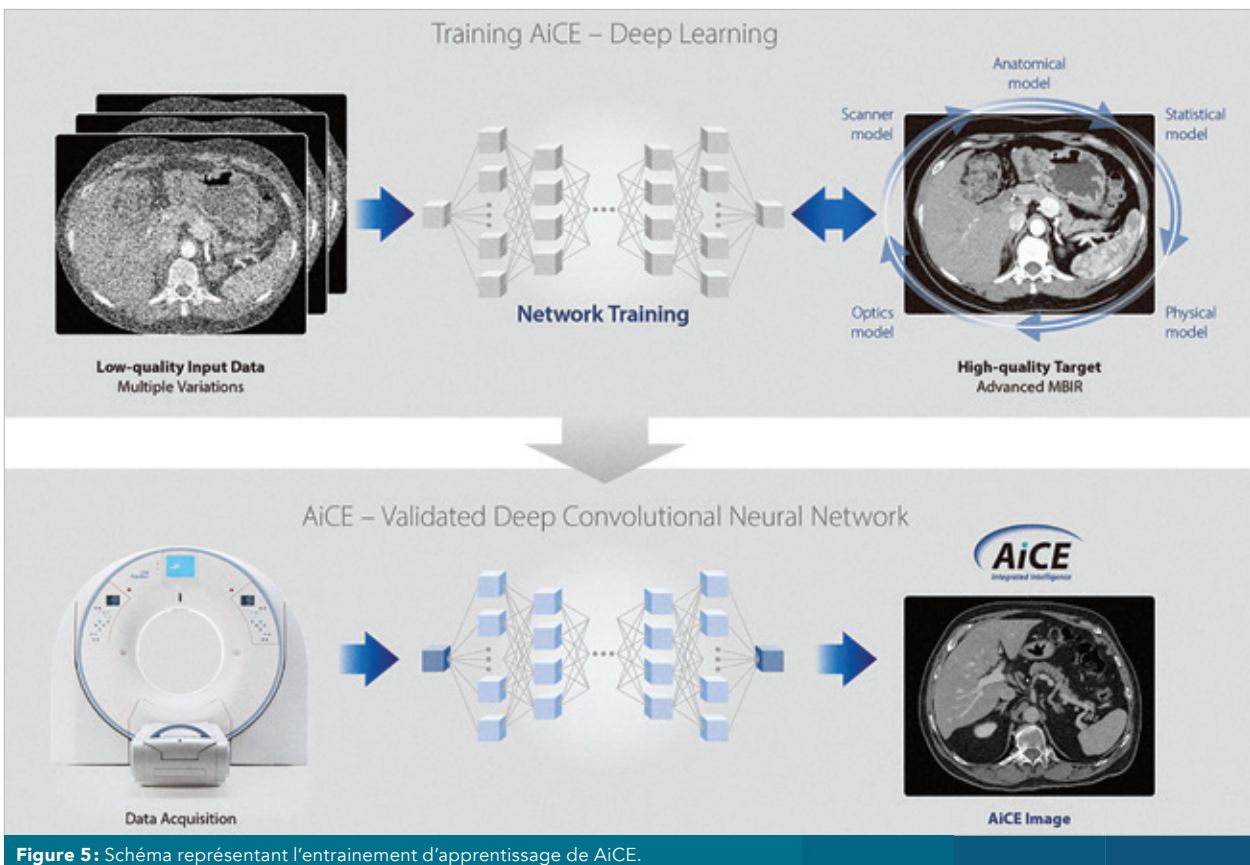 Training AiCE – Deep Learning
Anatomical
model
Scanner
model
Statistical
model
Network Training
Optics
model
Physical
model
Low-quality Input Data
Multiple Variations
High-quality Target
Advanced MBIR
AiCE – Validated Deep Convolutional Neural Network
AiCE
Integrated Intelligence
Data Acquisition
AiCE Image
Figure 5: Schéma représentant l'entrainement d'apprentissage de AiCE.